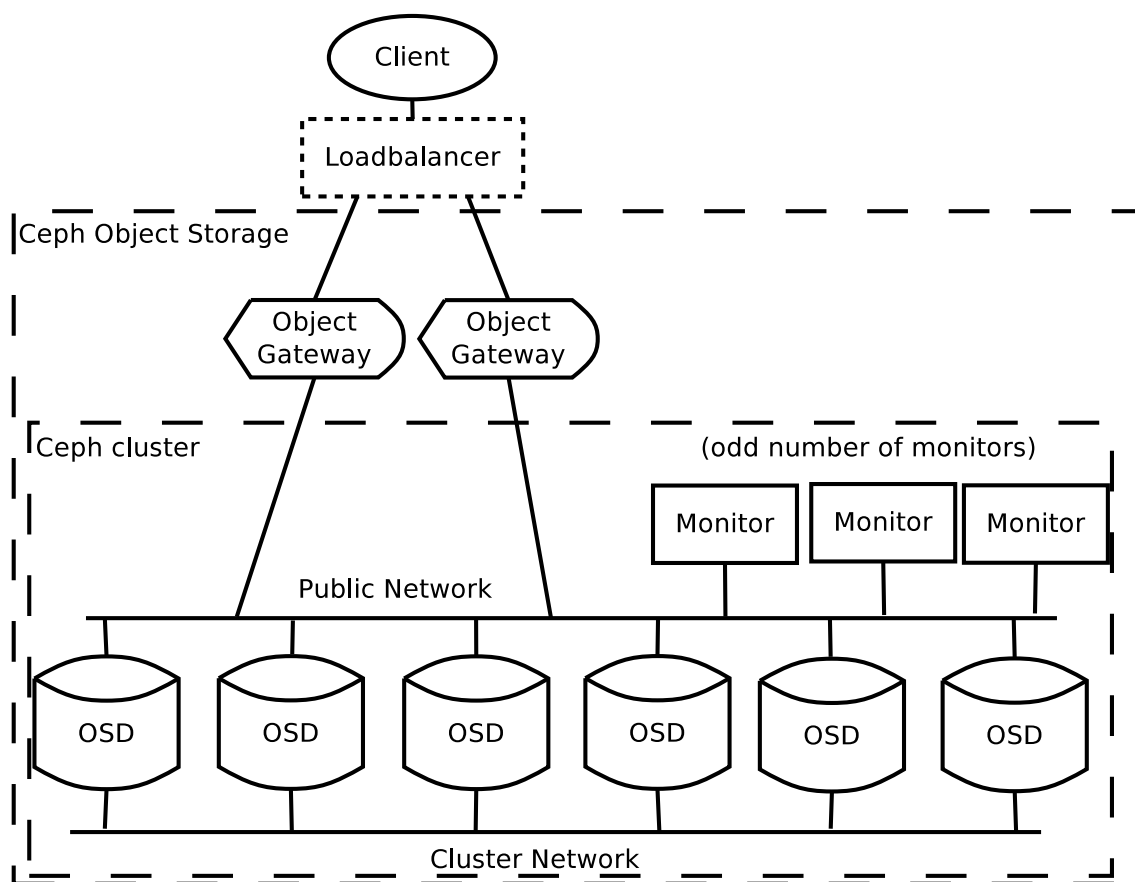 Client
Loadbalancer
Ceph Object Storage
Object
Gateway
Object
Gateway
Ceph cluster
(odd number of monitors)
Monitor
Monitor
Monitor
Public Network
OSD
OSD
OSD
OSD
OSD
OSD
Cluster Network